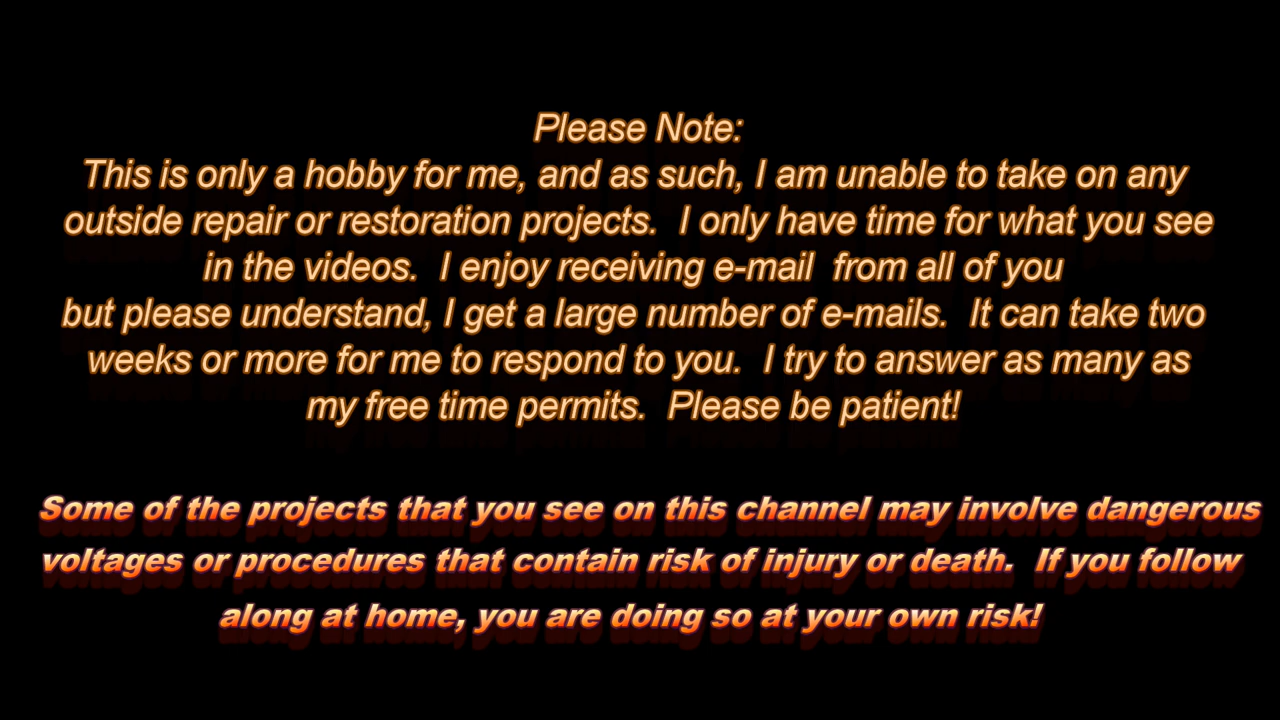 Please Note:
This is only a hobby for me, and as such, I am unable to take on any
outside repair or restoration projects.  I only have time for what you see
in the videos.  I enjoy receiving e-mail  from all of you
but please understand, I get a large number of e-mails.  It can take two
weeks or more for me to respond to you.  I try to answer as many as
my free time permits.  Please be patient!
Some of the projects that you see on this channel may involve dangerous
voltages or procedures that contain risk of injury or death.  If you follow
along at home, you are doing so at your own risk!